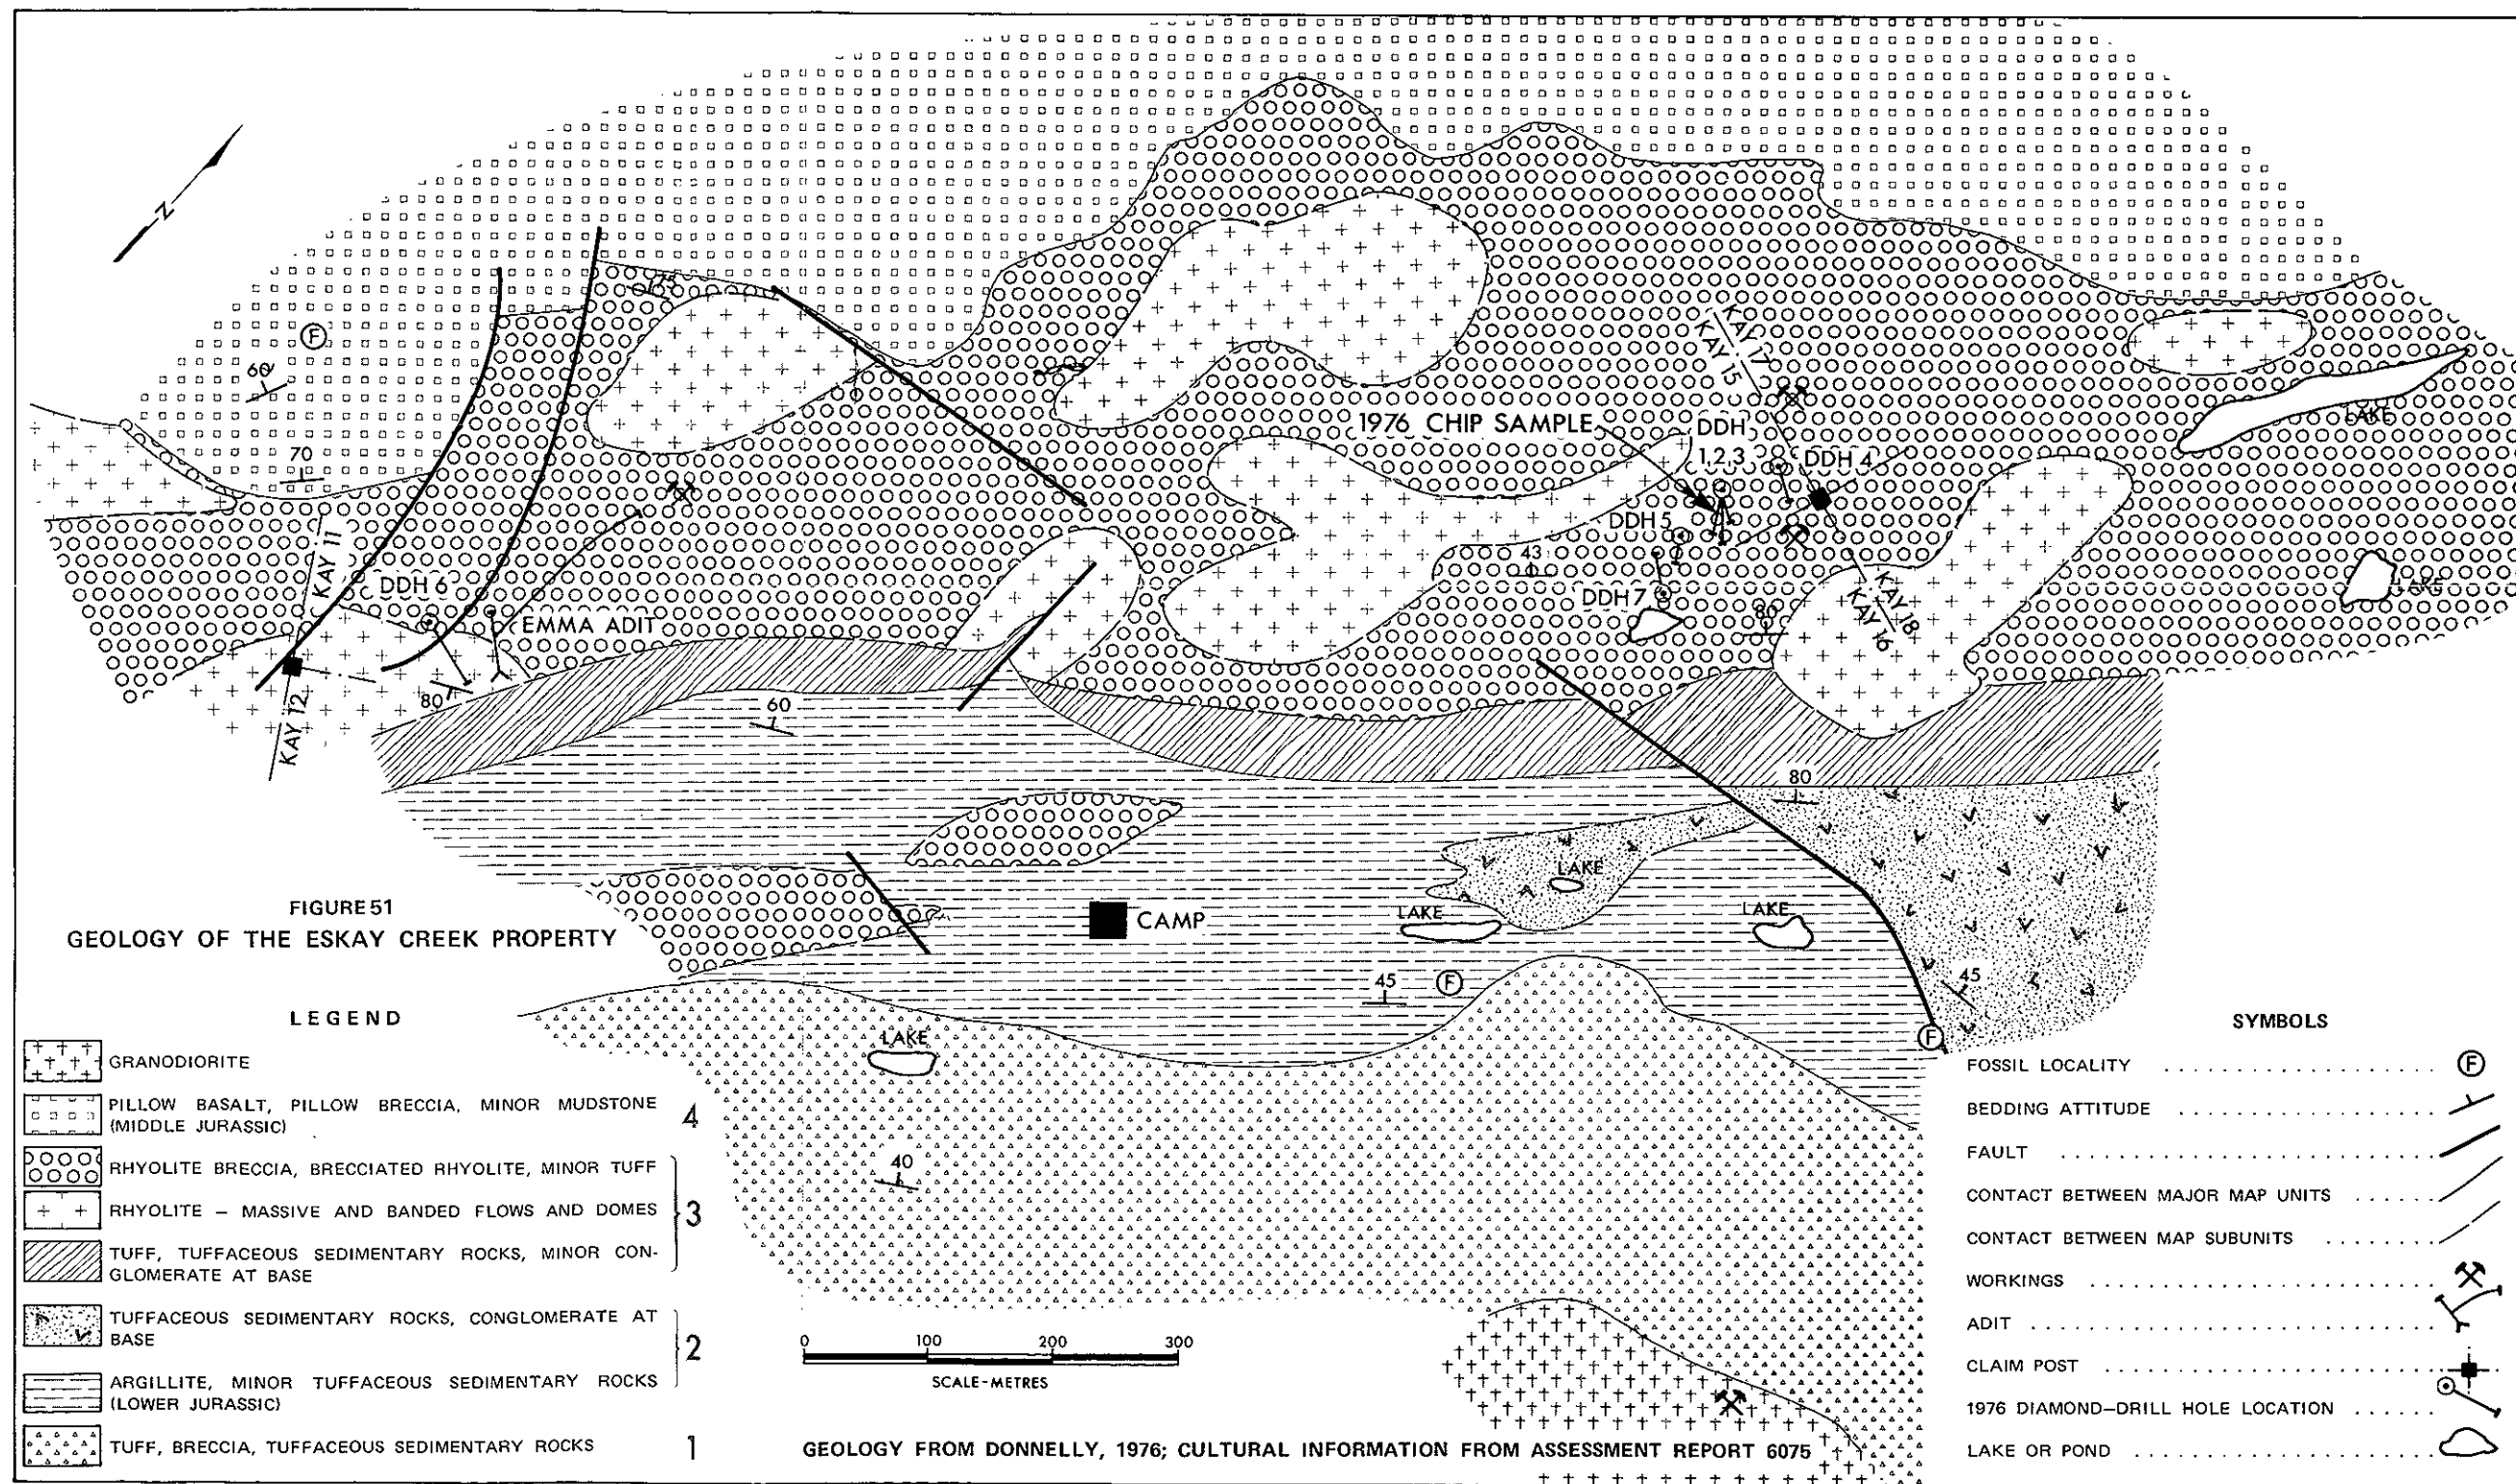 N
75
F
60
70
KAY 11
KAY 12
DDH 6
EMMA ADIT
80
60
1976 CHIP SAMPLE
KAY 17
KAY 15
DDH
1,2,3
DDH 4
DDH 5
43
DDH 7
80
KAY 18
KAY 16
LAKE
LAKE
80
LAKE
LAKE
LAKE
CAMP
45
F
45
F
LAKE
40
FIGURE 51
GEOLOGY OF THE ESKAY CREEK PROPERTY
LEGEND
GRANODIORITE
PILLOW BASALT, PILLOW BRECCIA, MINOR MUDSTONE
(MIDDLE JURASSIC)
4
RHYOLITE BRECCIA, BRECCIATED RHYOLITE, MINOR TUFF
RHYOLITE – MASSIVE AND BANDED FLOWS AND DOMES
3
TUFF, TUFFACEOUS SEDIMENTARY ROCKS, MINOR CON-
GLOMERATE AT BASE
TUFFACEOUS SEDIMENTARY ROCKS, CONGLOMERATE AT
BASE
2
ARGILLITE, MINOR TUFFACEOUS SEDIMENTARY ROCKS
(LOWER JURASSIC)
TUFF, BRECCIA, TUFFACEOUS SEDIMENTARY ROCKS
1
0 100 200 300
SCALE-METRES
GEOLOGY FROM DONNELLY, 1976; CULTURAL INFORMATION FROM ASSESSMENT REPORT 6075
SYMBOLS
FOSSIL LOCALITY F
BEDDING ATTITUDE
FAULT
CONTACT BETWEEN MAJOR MAP UNITS
CONTACT BETWEEN MAP SUBUNITS
WORKINGS
ADIT
CLAIM POST
1976 DIAMOND–DRILL HOLE LOCATION
LAKE OR POND